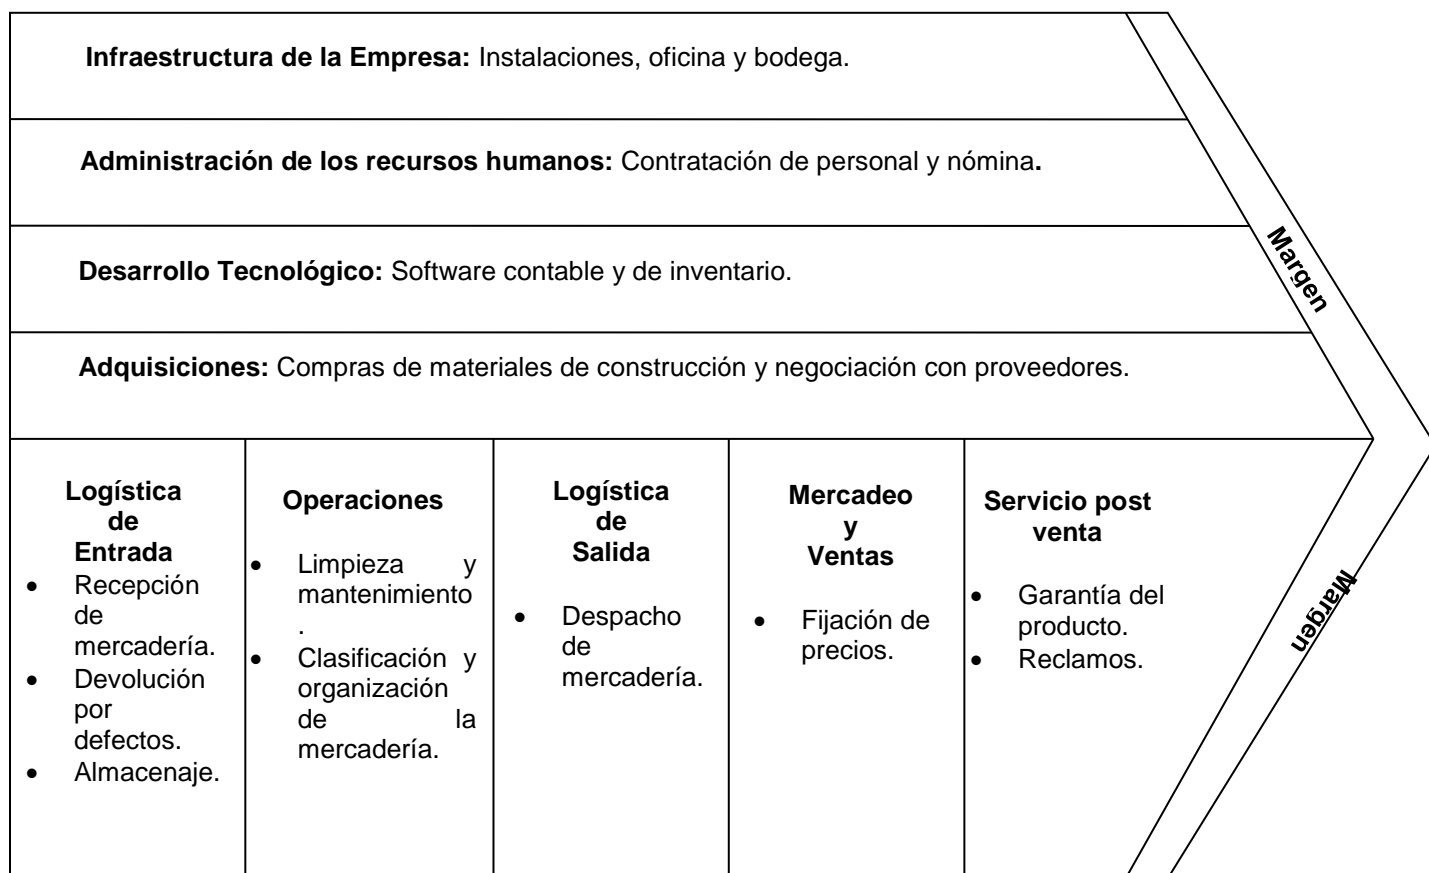 Infraestructura de la Empresa: Instalaciones, oficina y bodega.
Administración de los recursos humanos: Contratación de personal y nómina.
Desarrollo Tecnológico: Software contable y de inventario.
Adquisiciones: Compras de materiales de construcción y negociación con proveedores.
Margen
Logística
de
Entrada
• Recepción
de
mercadería.
• Devolución
por
defectos.
• Almacenaje.
Operaciones
• Limpieza y
mantenimiento
.
• Clasificación y
organización
de la
mercadería.
Logística
de
Salida
• Despacho
de
mercadería.
Mercadeo
y
Ventas
• Fijación de
precios.
Servicio post
venta
• Garantía del
producto.
• Reclamos.
Margen